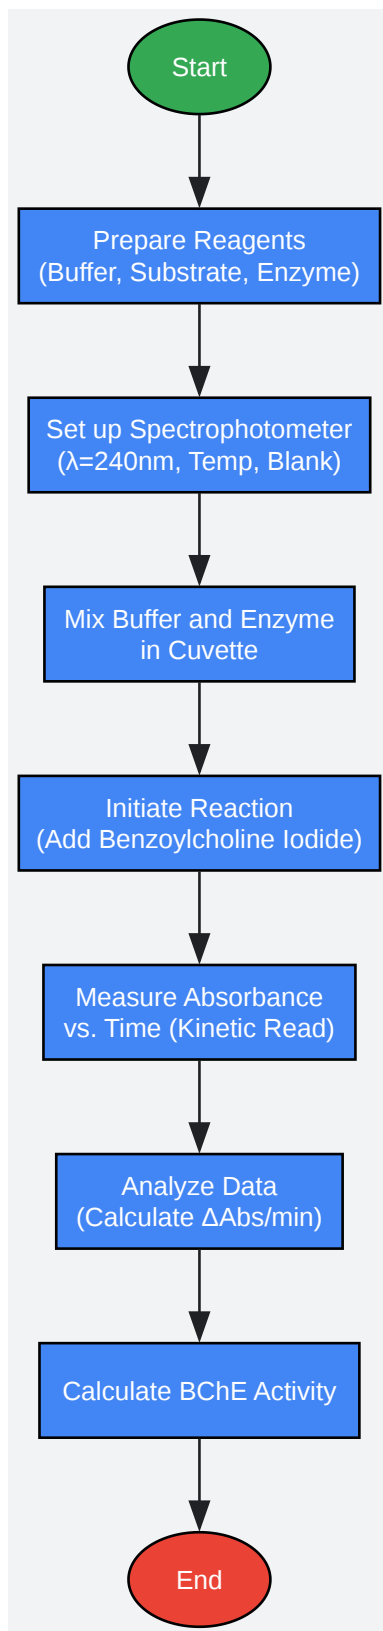 Start
Prepare Reagents
(Buffer, Substrate, Enzyme)
Set up Spectrophotometer
(λ=240nm, Temp, Blank)
Mix Buffer and Enzyme
in Cuvette
Initiate Reaction
(Add Benzoylcholine Iodide)
Measure Absorbance
vs. Time (Kinetic Read)
Analyze Data
(Calculate ΔAbs/min)
Calculate BChE Activity
End